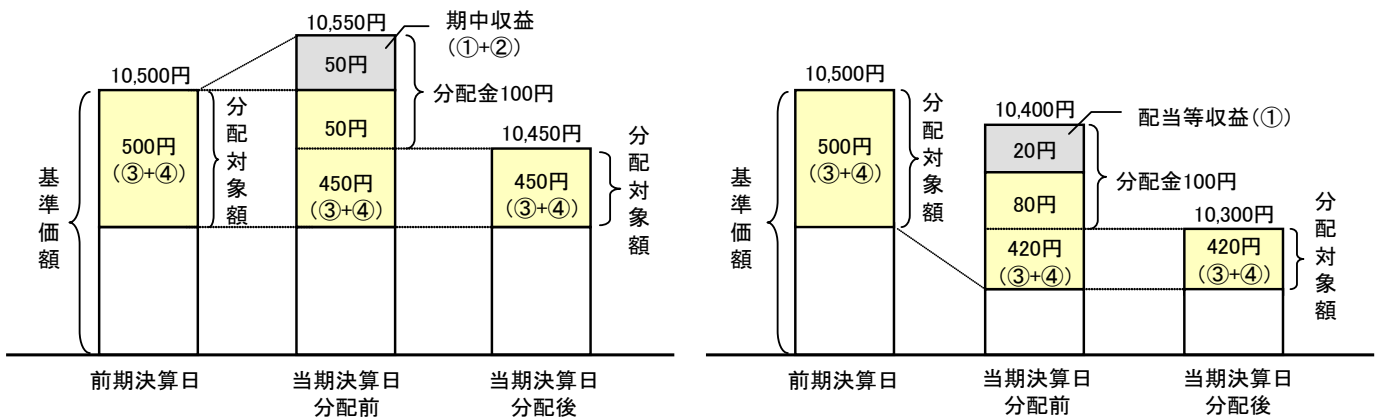 10,550円
期中収益
(①+②)
10,500円
50円
分配金100円
50円
10,450円
500円
(③+④)
分配対象額
450円
(③+④)
450円
(③+④)
分配対象額
基準価額
前期決算日
当期決算日
分配前
当期決算日
分配後
10,500円
10,400円
配当等収益(①)
20円
500円
(③+④)
分配対象額
分配金100円
80円
10,300円
420円
(③+④)
420円
(③+④)
分配対象額
基準価額
前期決算日
当期決算日
分配前
当期決算日
分配後